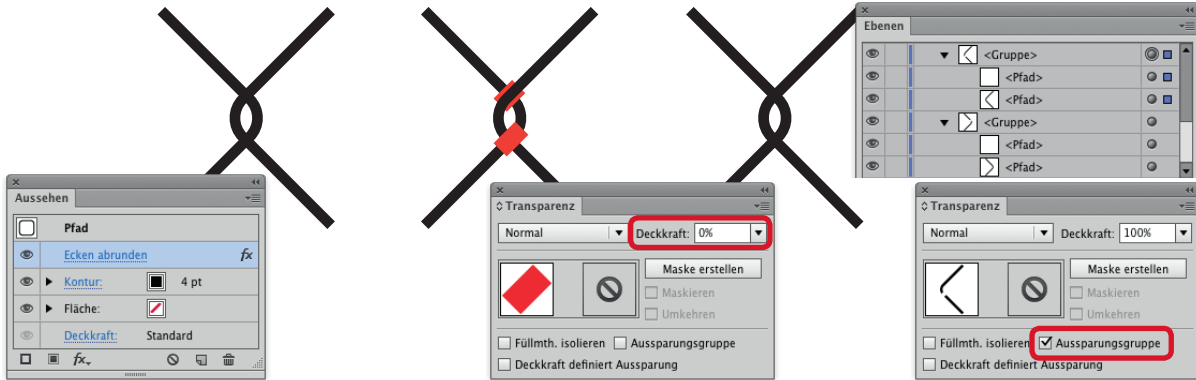 Ebenen
<Gruppe>
<Pfad>
<Pfad>
<Gruppe>
<Pfad>
<Pfad>
Aussehen
Pfad
Ecken abrunden fx
Kontur: 4 pt
Fläche:
Deckkraft: Standard
fx
Transparenz
Normal Deckkraft: 0%
Maske erstellen
Maskieren
Umkehren
Füllmth. isolieren Aussparungsgruppe
Deckkraft definiert Aussparung
Transparenz
Normal Deckkraft: 100%
Maske erstellen
Maskieren
Umkehren
Füllmth. isolieren Aussparungsgruppe
Deckkraft definiert Aussparung